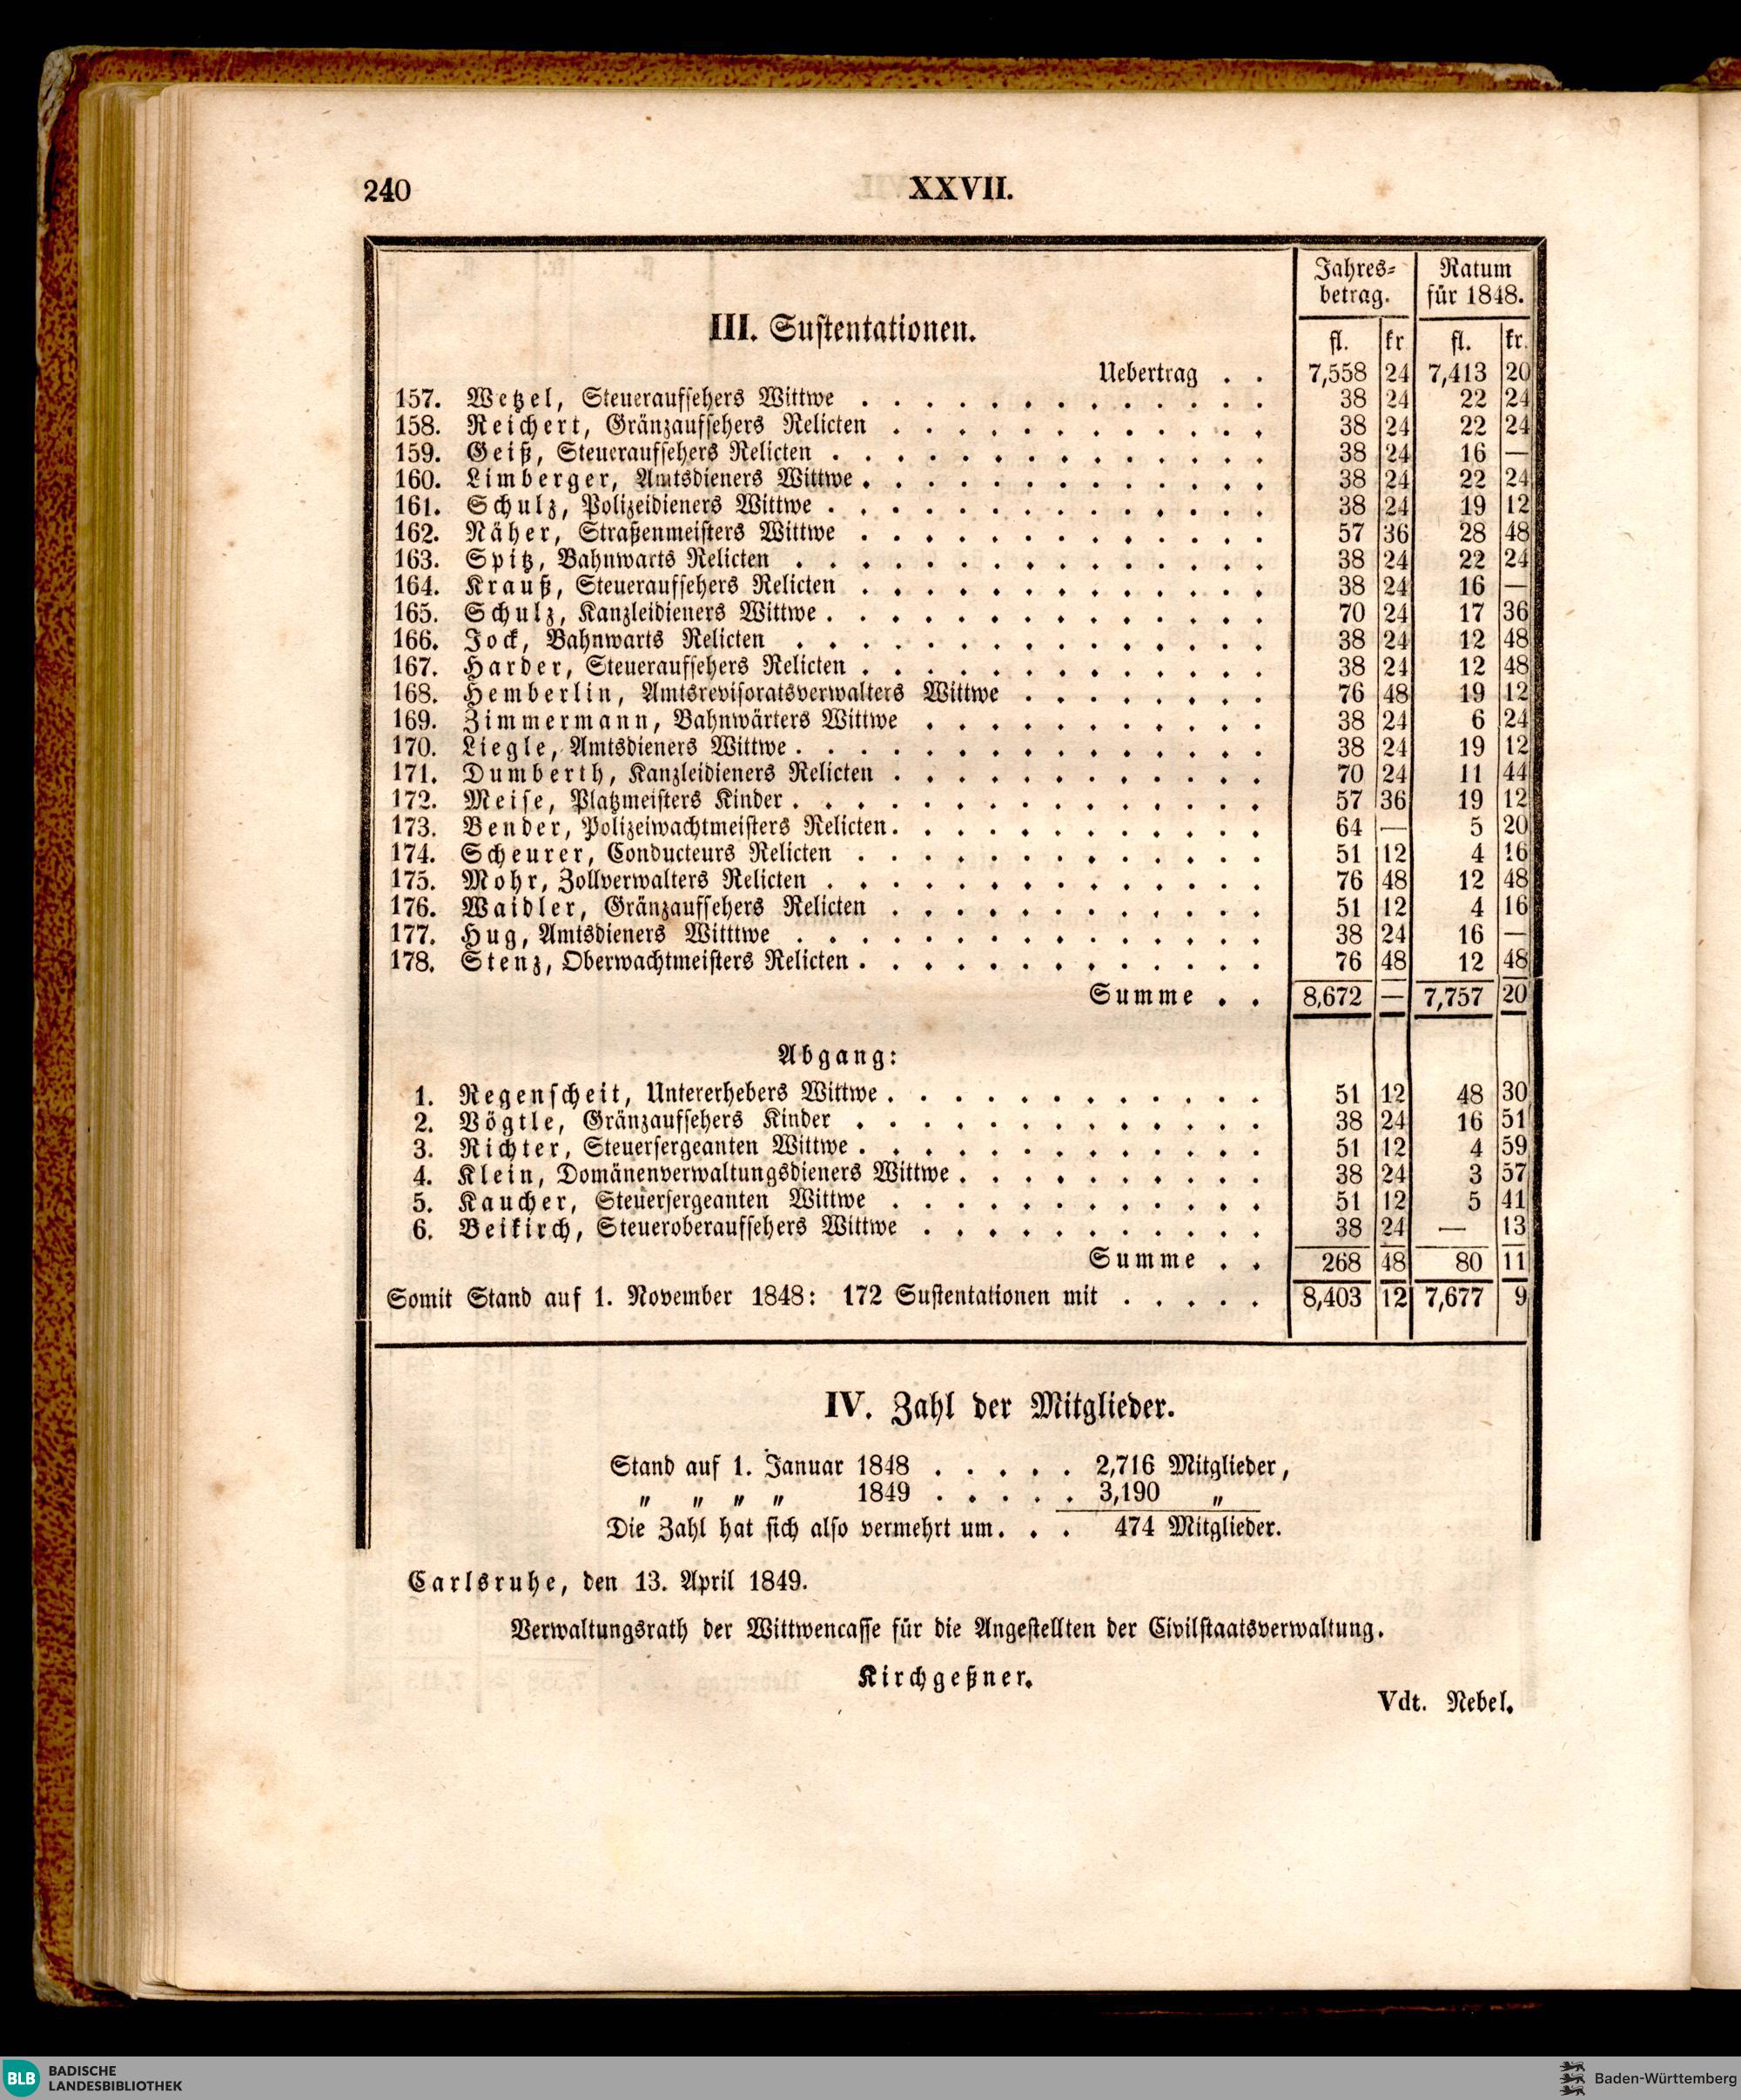 240 XXVII.
Jahres- Ratum
betrag. für 1848.
III. Sustentationen.
fl. kr fl. kr.
Uebertrag . . 7,558 24 7,413 20
157. Wetzel, Steueraufsehers Wittwe . . . . . . . . . . . . . 38 24 22 24
158. Reichert, Gränzaufsehers Relicten . . . . . . . . . . . . 38 24 22 24
159. Geiß, Steueraufsehers Relicten . . . . . . . . . . . . . . 38 24 16 —
160. Limberger, Amtsdieners Wittwe . . . . . . . . . . . . . 38 24 22 24
161. Schulz, Polizeidieners Wittwe . . . . . . . . . . . . . . 38 24 19 12
162. Näher, Straßenmeisters Wittwe . . . . . . . . . . . . . 57 36 28 48
163. Spitz, Bahnwarts Relicten . . . . . . . . . . . . . . . 38 24 22 24
164. Krauß, Steueraufsehers Relicten . . . . . . . . . . . . . 38 24 16 —
165. Schulz, Kanzleidieners Wittwe . . . . . . . . . . . . . . 70 24 17 36
166. Jock, Bahnwarts Relicten . . . . . . . . . . . . . . . 38 24 12 48
167. Harder, Steueraufsehers Relicten . . . . . . . . . . . . . 38 24 12 48
168. Hemberlin, Amtsrevisoratsverwalters Wittwe . . . . . . . . 76 48 19 12
169. Zimmermann, Bahnwärters Wittwe . . . . . . . . . . . 38 24 6 24
170. Liegle, Amtsdieners Wittwe . . . . . . . . . . . . . . . 38 24 19 12
171. Dumberth, Kanzleidieners Relicten . . . . . . . . . . . . 70 24 11 44
172. Meise, Platzmeisters Kinder . . . . . . . . . . . . . . . 57 36 19 12
173. Bender, Polizeiwachtmeisters Relicten . . . . . . . . . . . . 64 — 5 20
174. Scheurer, Conducteurs Relicten . . . . . . . . . . . . . 51 12 4 16
175. Mohr, Zollverwalters Relicten . . . . . . . . . . . . . . 76 48 12 48
176. Waidler, Gränzaufsehers Relicten . . . . . . . . . . . . 51 12 4 16
177. Hug, Amtsdieners Witttwe . . . . . . . . . . . . . . . 38 24 16 —
178. Stenz, Oberwachtmeisters Relicten . . . . . . . . . . . . . 76 48 12 48
Summe . . 8,672 — 7,757 20
Abgang:
1. Regenscheit, Untererhebers Wittwe . . . . . . . . . . . . 51 12 48 30
2. Vögtle, Gränzaufsehers Kinder . . . . . . . . . . . . . 38 24 16 51
3. Richter, Steuersergeanten Wittwe . . . . . . . . . . . . . 51 12 4 59
4. Klein, Domänenverwaltungsdieners Wittwe . . . . . . . . . . 38 24 3 57
5. Kaucher, Steuersergeanten Wittwe . . . . . . . . . . . . 51 12 5 41
6. Beikirch, Steueroberaufsehers Wittwe . . . . . . . . . . . 38 24 — 13
Summe . . 268 48 80 11
Somit Stand auf 1. November 1848: 172 Sustentationen mit . . . . . 8,403 12 7,677 9
IV. Zahl der Mitglieder.
Stand auf 1. Januar 1848 . . . . . 2,716 Mitglieder,
" " " " 1849 . . . . . 3,190 "
Die Zahl hat sich also vermehrt um . . . 474 Mitglieder.
Carlsruhe, den 13. April 1849.
Verwaltungsrath der Wittwencasse für die Angestellten der Civilstaatsverwaltung.
Kirchgeßner.
Vdt. Nebel.
BLB BADISCHE
LANDESBIBLIOTHEK
Baden-Württemberg